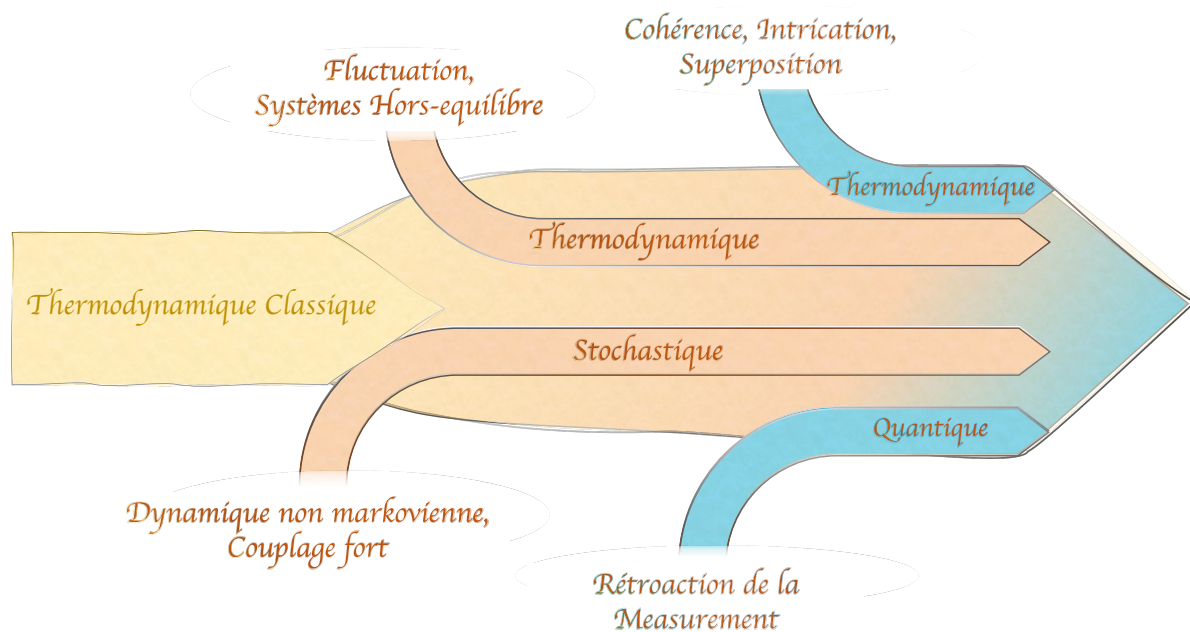 Cohérence, Intrication,
Superposition
Fluctuation,
Systèmes Hors-equilibre
Thermodynamique
Thermodynamique
Thermodynamique Classique
Stochastique
Quantique
Dynamique non markovienne,
Couplage fort
Rétroaction de la
Measurement